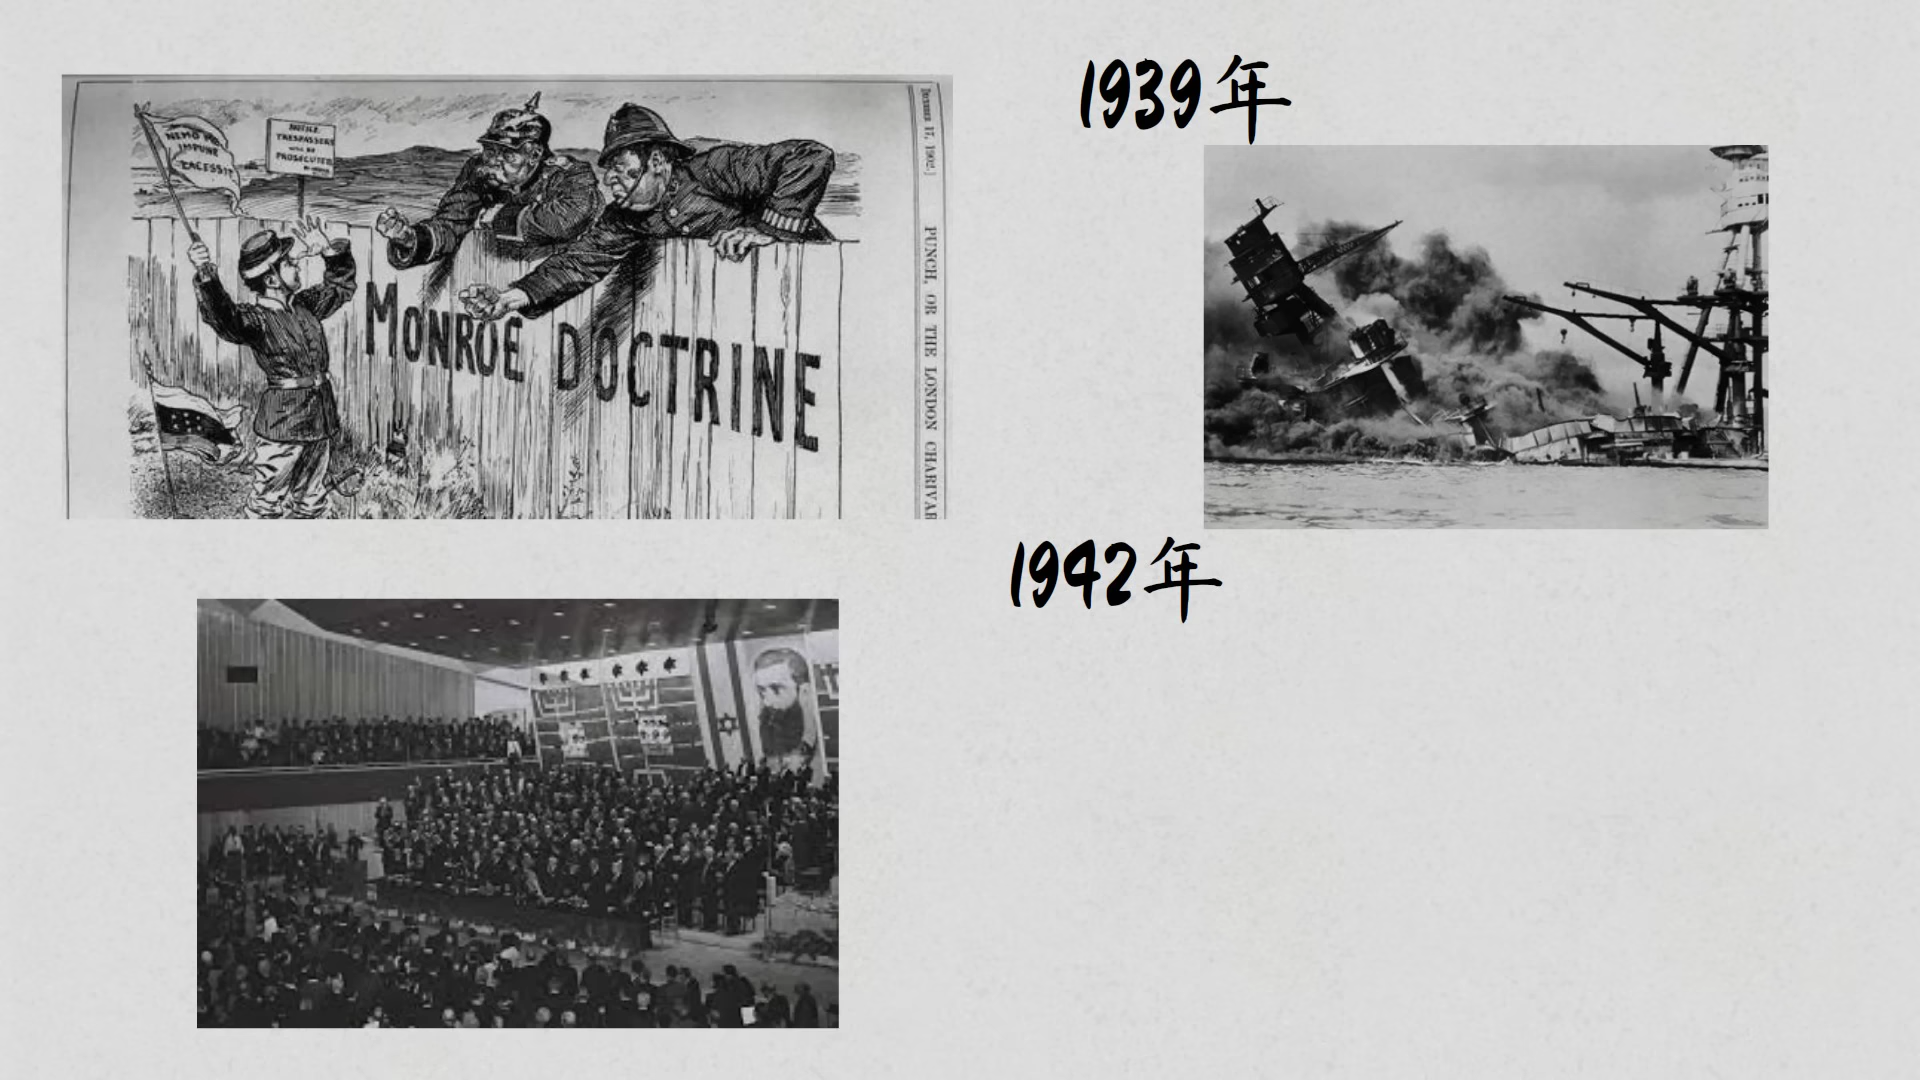 NEMO ME
IMPUNE
LACESSIT
NOTICE
TRESPASSERS
WILL BE
PROSECUTED
MONROE DOCTRINE
PUNCH, OR THE LONDON CHARIVARI
1939年
1942年